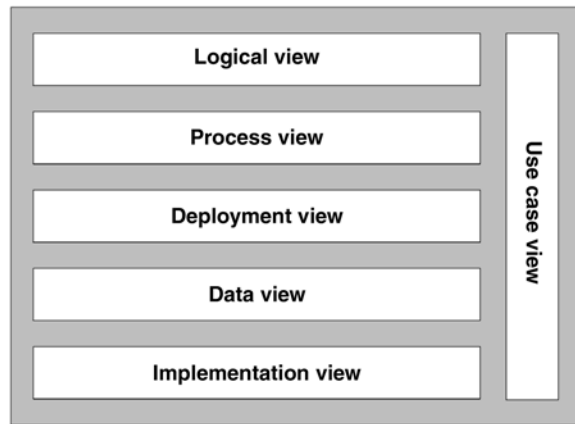 Logical view
Process view
Deployment view
Data view
Implementation view
Use case view